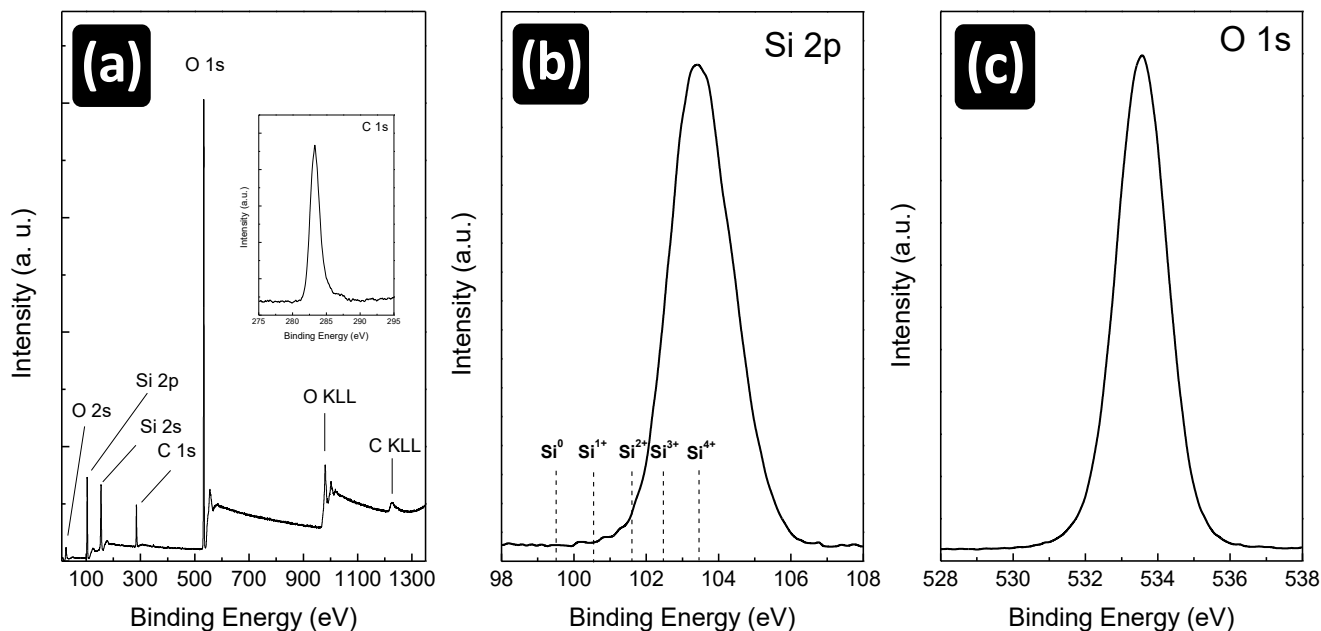 (a)
O 1s
C 1s
Intensity (a.u.)
275 280 285 290 295
Binding Energy (eV)
Si 2p
O 2s
Si 2s
C 1s
O KLL
C KLL
Intensity (a. u.)
100 300 500 700 900 1100 1300
Binding Energy (eV)
(b)
Si 2p
Intensity (a.u.)
Si⁰ Si¹⁺ Si²⁺ Si³⁺ Si⁴⁺
98 100 102 104 106 108
Binding Energy (eV)
(c)
O 1s
Intensity (a.u.)
528 530 532 534 536 538
Binding Energy (eV)